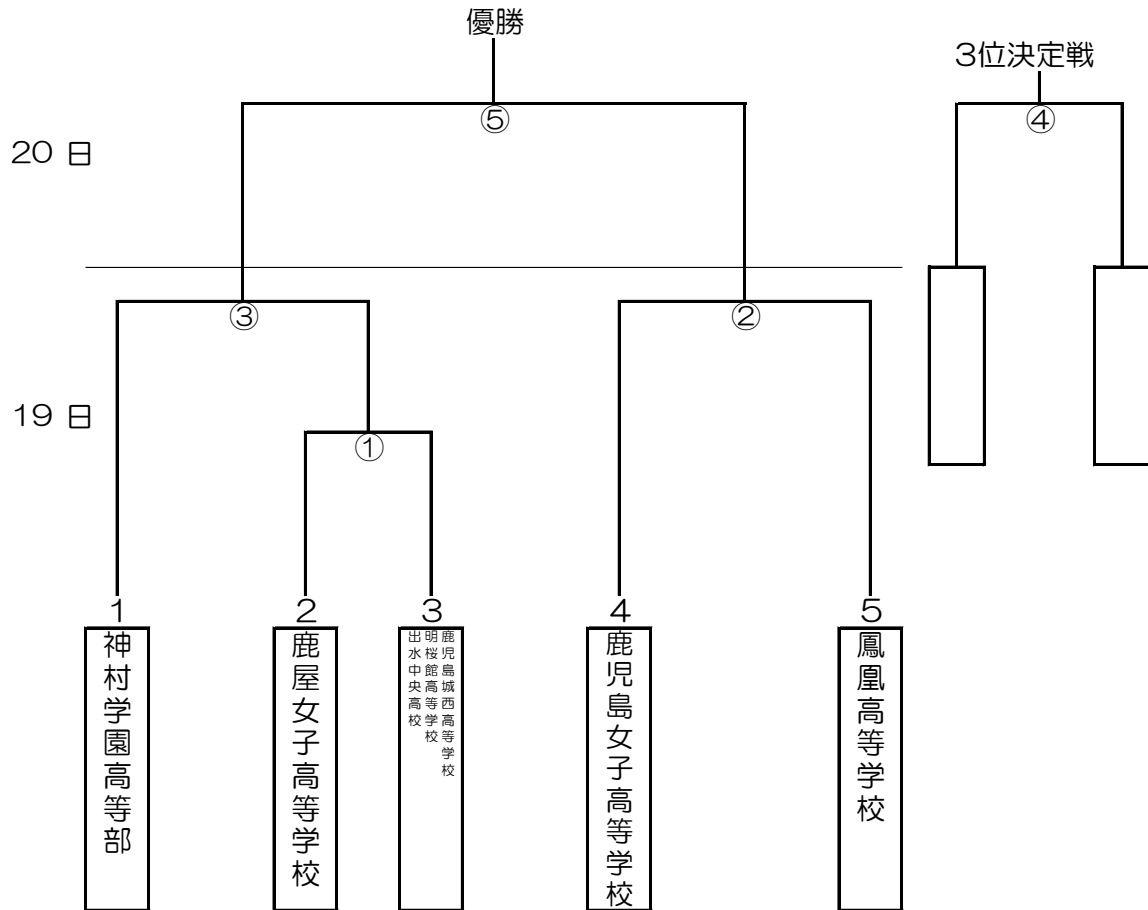 優勝
3位決定戦
⑤
④
20 日
③
②
19 日
①
1
2
3
4
5
神村学園高等部
鹿屋女子高等学校
鹿児島城西高等学校
明桜館高等学校
出水中央高校
鹿児島女子高等学校
鳳凰高等学校